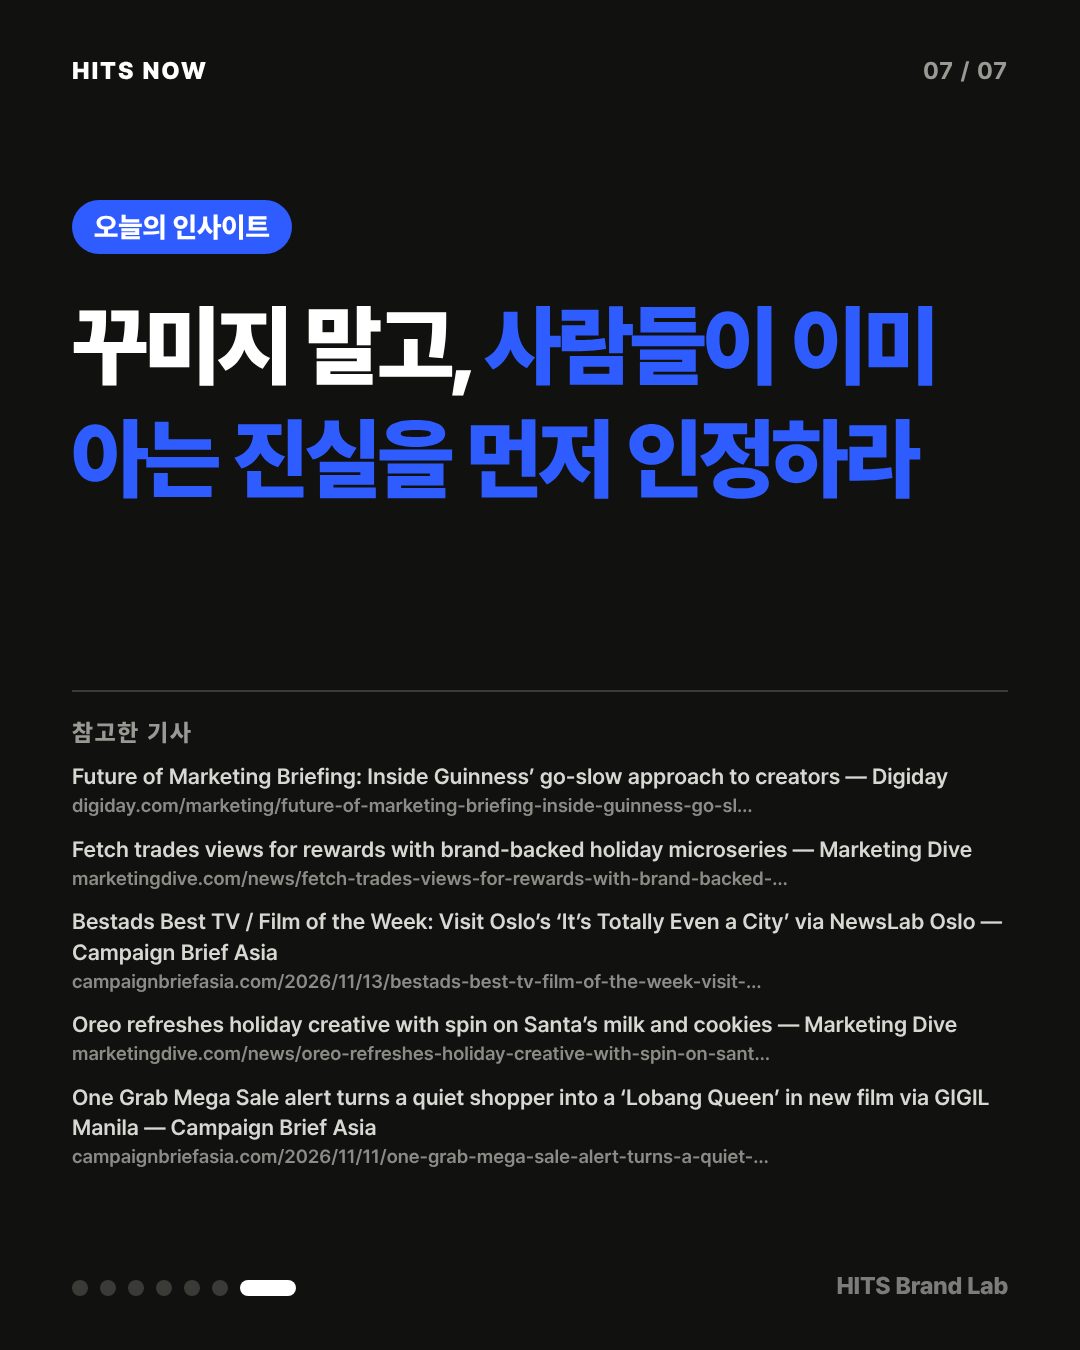 HITS NOW
07 / 07
오늘의 인사이트
꾸미지 말고, 사람들이 이미
아는 진실을 먼저 인정하라
참고한 기사
Future of Marketing Briefing: Inside Guinness’ go-slow approach to creators — Digiday
digiday.com/marketing/future-of-marketing-briefing-inside-guinness-go-sl...
Fetch trades views for rewards with brand-backed holiday microseries — Marketing Dive
marketingdive.com/news/fetch-trades-views-for-rewards-with-brand-backed-...
Bestads Best TV / Film of the Week: Visit Oslo’s ‘It’s Totally Even a City’ via NewsLab Oslo —
Campaign Brief Asia
campaignbriefasia.com/2026/11/13/bestads-best-tv-film-of-the-week-visit-...
Oreo refreshes holiday creative with spin on Santa’s milk and cookies — Marketing Dive
marketingdive.com/news/oreo-refreshes-holiday-creative-with-spin-on-sant...
One Grab Mega Sale alert turns a quiet shopper into a ‘Lobang Queen’ in new film via GIGIL
Manila — Campaign Brief Asia
campaignbriefasia.com/2026/11/11/one-grab-mega-sale-alert-turns-a-quiet-...
HITS Brand Lab